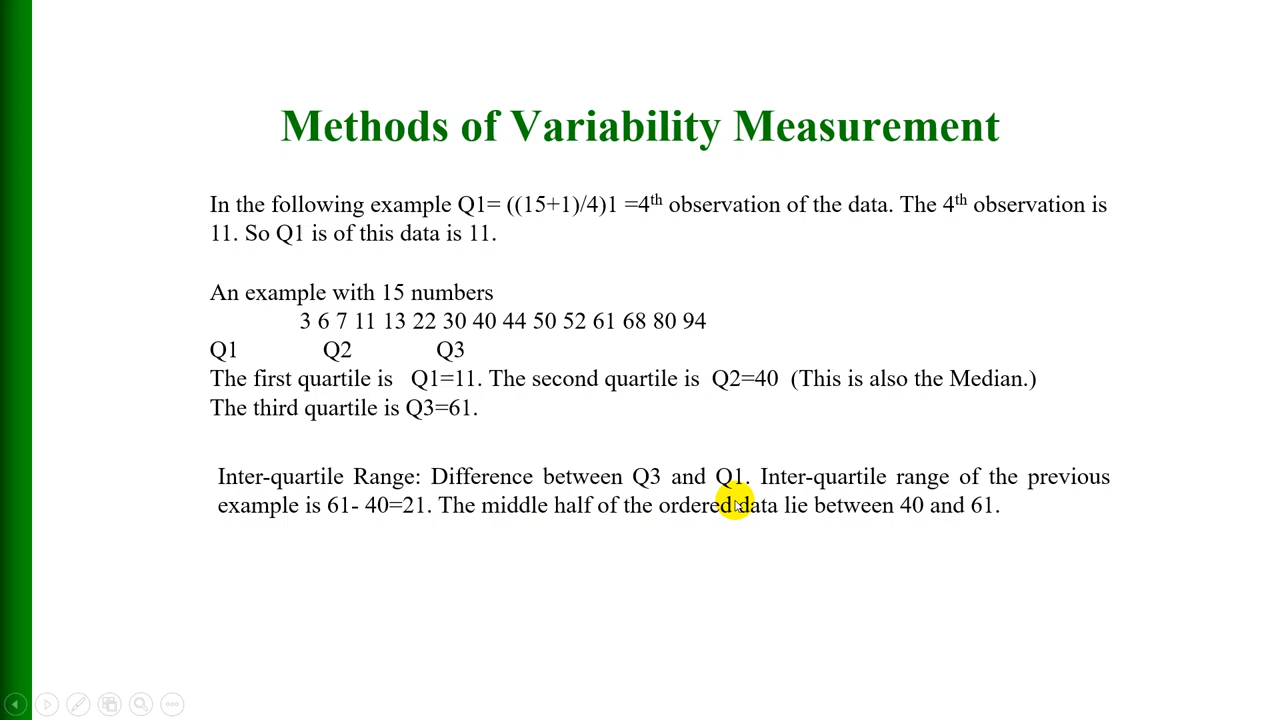 Methods of Variability Measurement
In the following example Q1= ((15+1)/4)1 =4th observation of the data. The 4th observation is
11. So Q1 is of this data is 11.
An example with 15 numbers
3 6 7 11 13 22 30 40 44 50 52 61 68 80 94
Q1 Q2 Q3
The first quartile is Q1=11. The second quartile is Q2=40 (This is also the Median.)
The third quartile is Q3=61.
Inter-quartile Range: Difference between Q3 and Q1. Inter-quartile range of the previous
example is 61- 40=21. The middle half of the ordered data lie between 40 and 61.